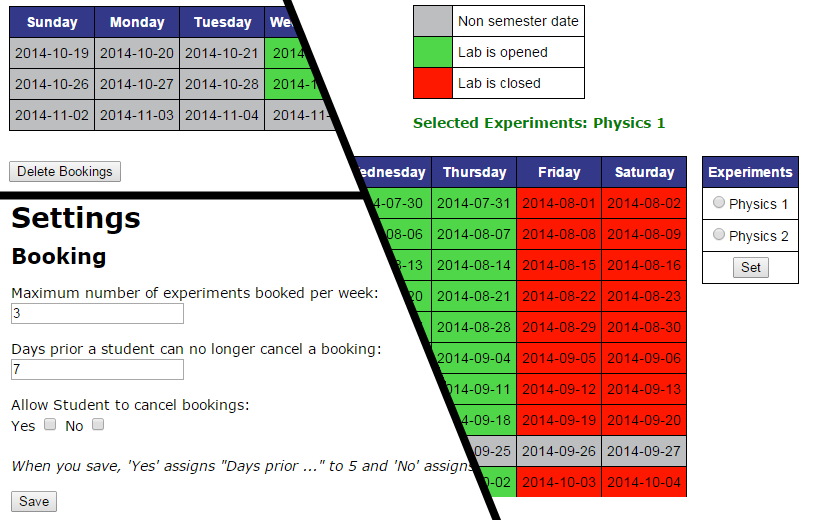 Sunday Monday Tuesday
2014-10-19 2014-10-20 2014-10-21
2014-10-26 2014-10-27 2014-10-28
2014-11-02 2014-11-03 2014-11-04 2014-11-
Delete Bookings
Settings
Booking
Maximum number of experiments booked per week:
3
Days prior a student can no longer cancel a booking:
7
Allow Student to cancel bookings:
Yes No
When you save, 'Yes' assigns "Days prior ..." to 5 and 'No' assigns
Save
Non semester date
Lab is opened
Lab is closed
Selected Experiments: Physics 1
ednesday Thursday Friday Saturday
4-07-30 2014-07-31 2014-08-01 2014-08-02
08-06 2014-08-07 2014-08-08 2014-08-09
-13 2014-08-14 2014-08-15 2014-08-16
20 2014-08-21 2014-08-22 2014-08-23
2014-08-28 2014-08-29 2014-08-30
2014-09-04 2014-09-05 2014-09-06
14-09-11 2014-09-12 2014-09-13
4-09-18 2014-09-19 2014-09-20
09-25 2014-09-26 2014-09-27
0-02 2014-10-03 2014-10-04
Experiments
Physics 1
Physics 2
Set